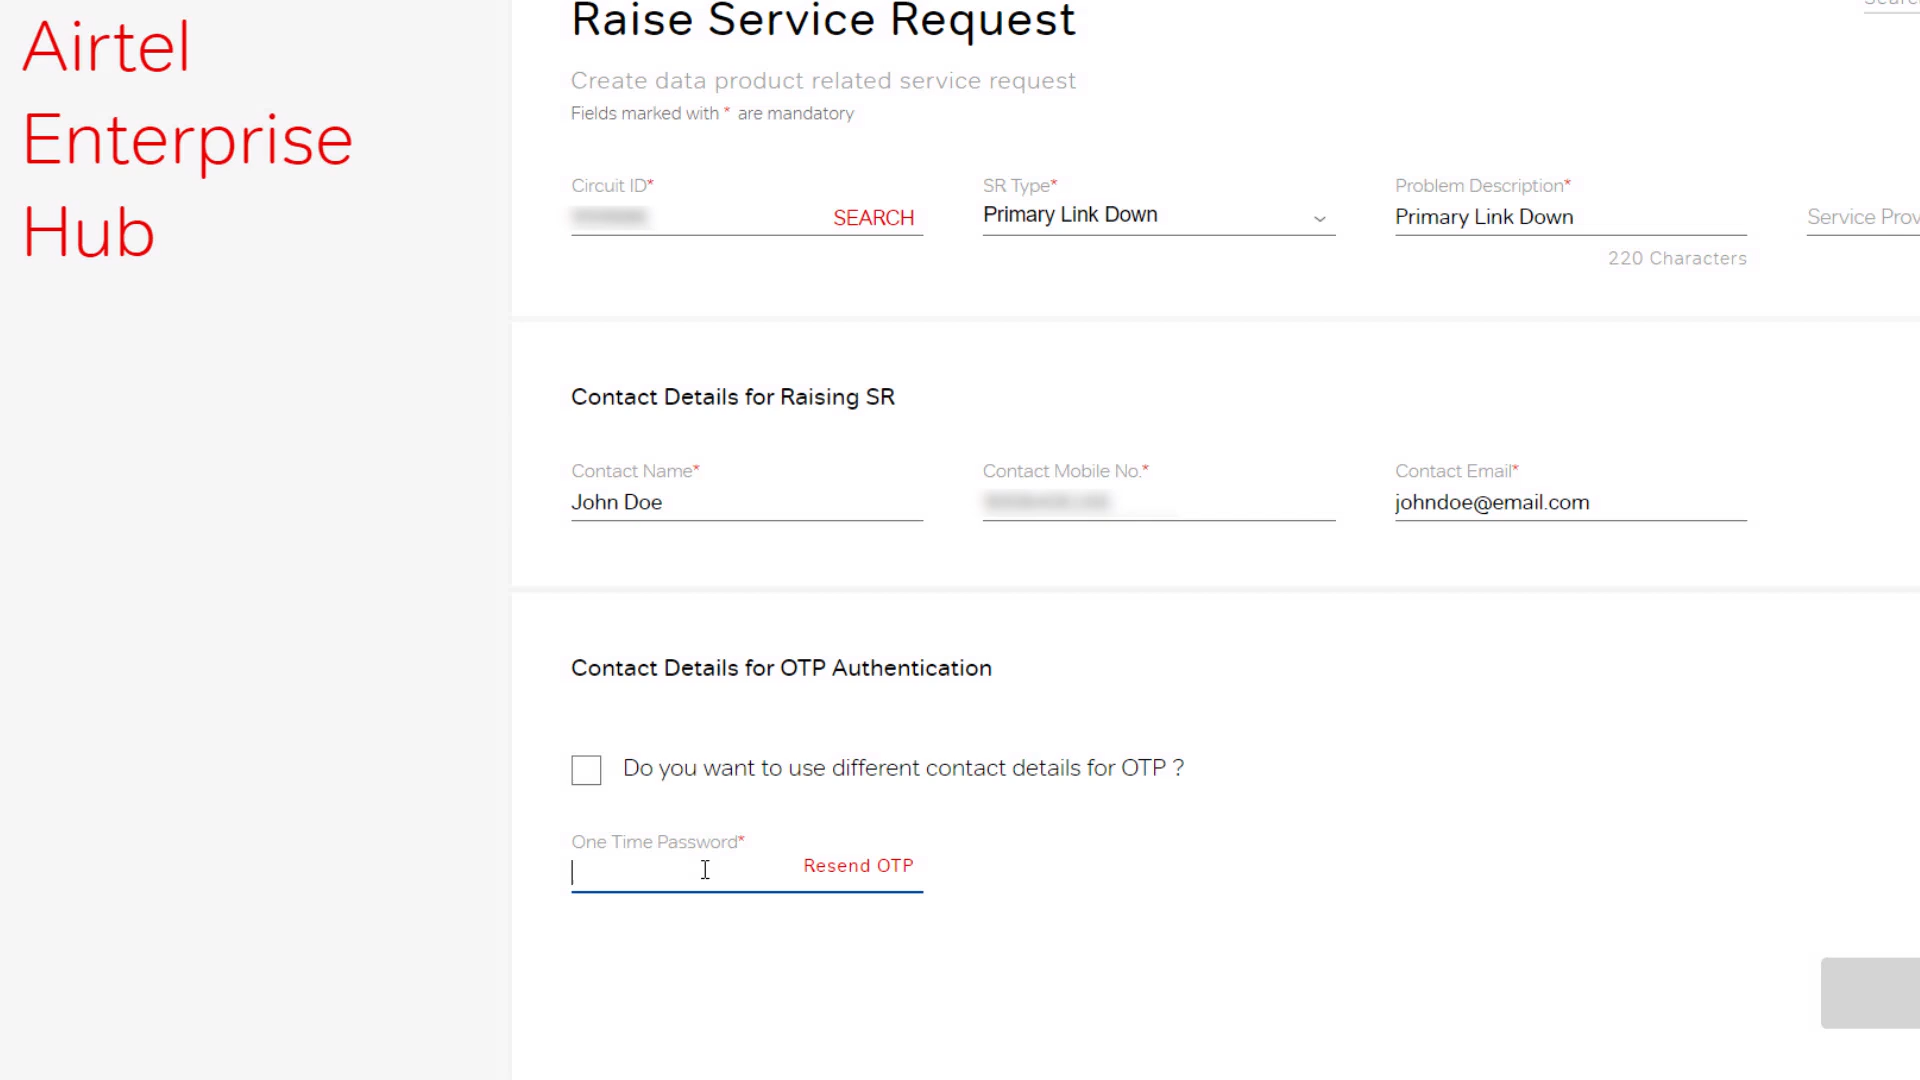 Airtel
Enterprise
Hub
Raise Service Request
Create data product related service request
Fields marked with * are mandatory
Circuit ID*
SEARCH
SR Type*
Primary Link Down
Problem Description*
Primary Link Down
220 Characters
Service Prov
Contact Details for Raising SR
Contact Name*
John Doe
Contact Mobile No.*
Contact Email*
johndoe@email.com
Contact Details for OTP Authentication
Do you want to use different contact details for OTP ?
One Time Password*
Resend OTP